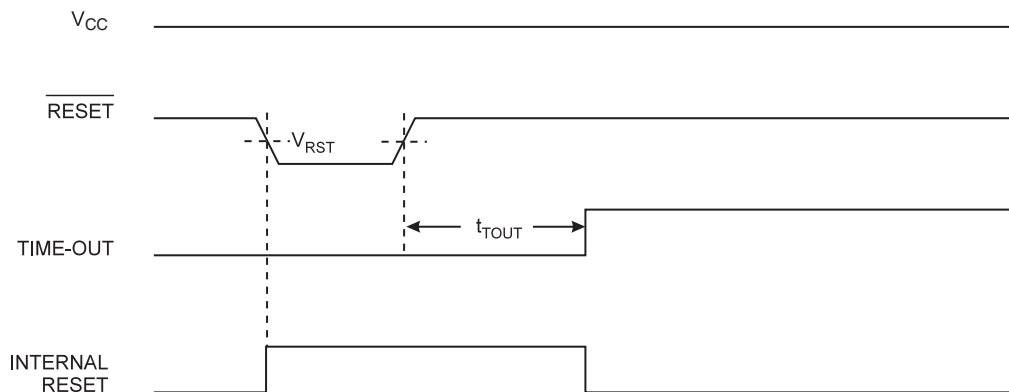 VCC
RESET
VRST
tTOUT
TIME-OUT
INTERNAL
RESET